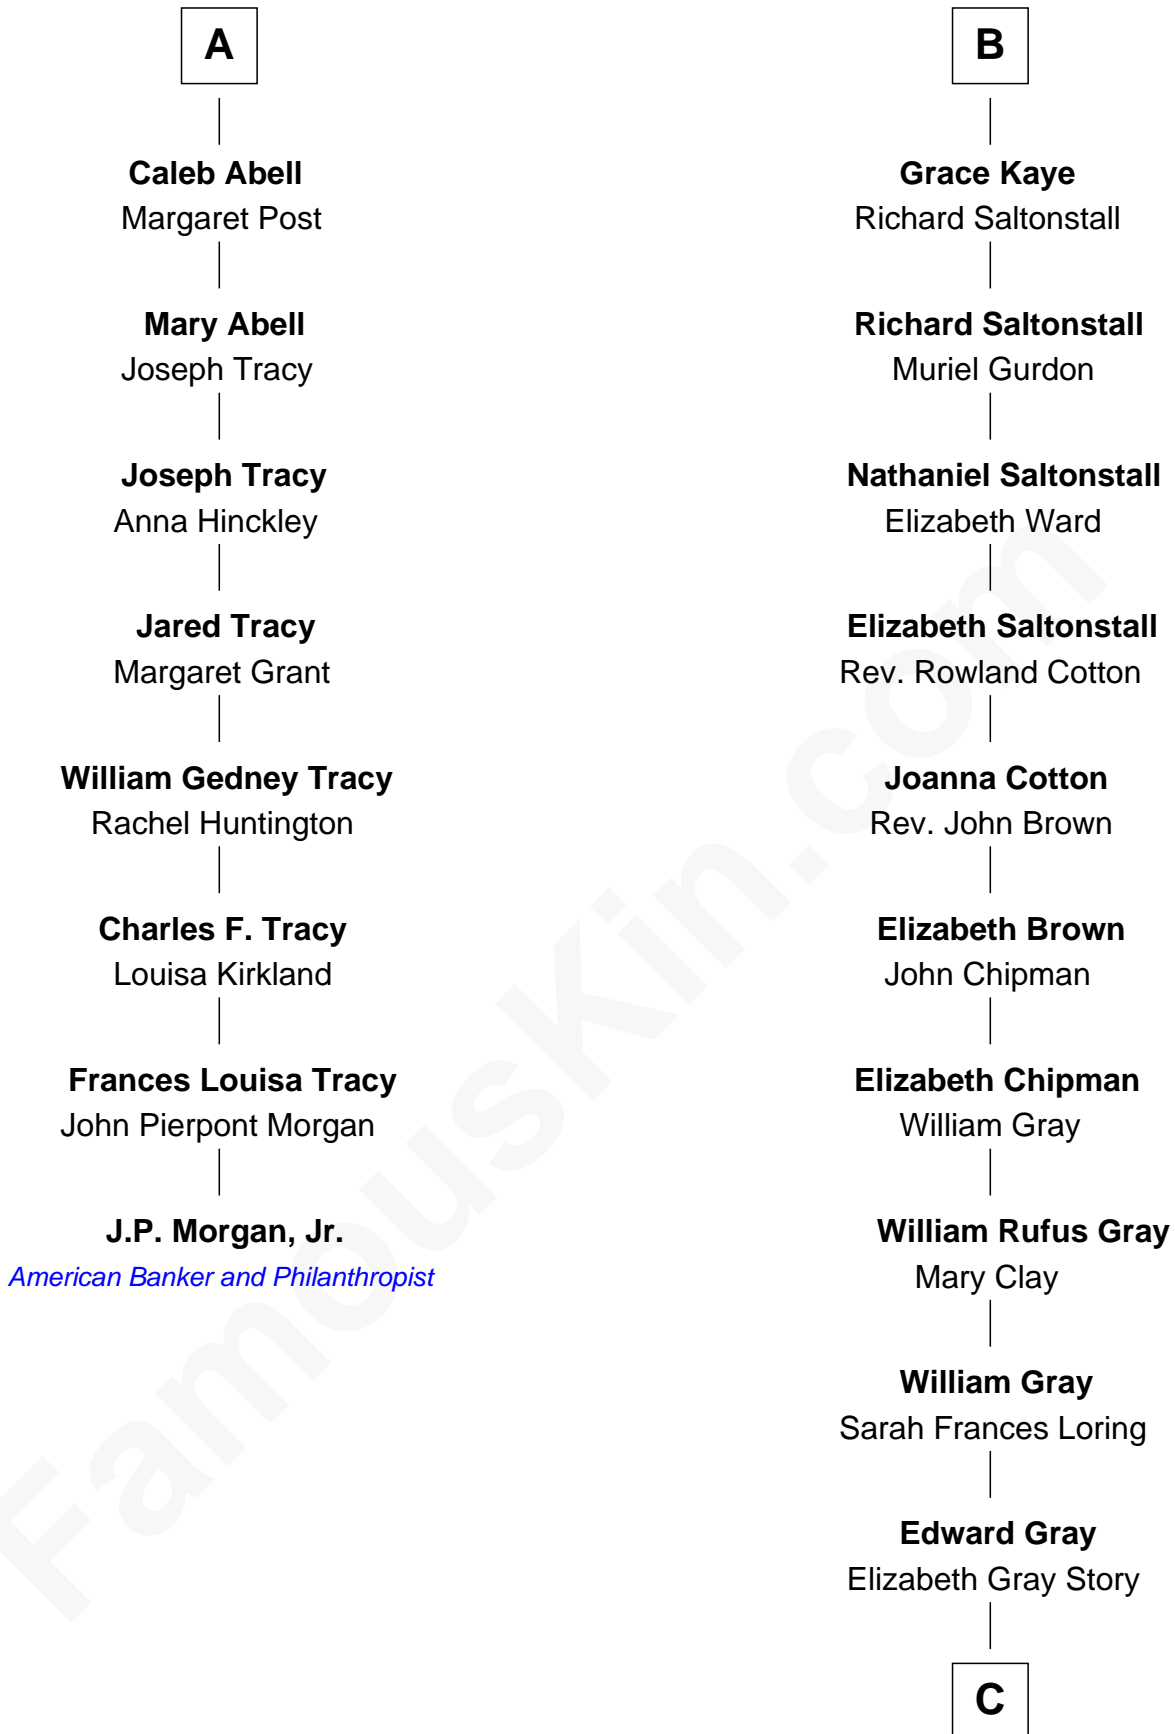 A
Caleb Abell
Margaret Post
Mary Abell
Joseph Tracy
Joseph Tracy
Anna Hinckley
Jared Tracy
Margaret Grant
William Gedney Tracy
Rachel Huntington
Charles F. Tracy
Louisa Kirkland
Frances Louisa Tracy
John Pierpont Morgan
J.P. Morgan, Jr.
American Banker and Philanthropist
B
Grace Kaye
Richard Saltonstall
Richard Saltonstall
Muriel Gurdon
Nathaniel Saltonstall
Elizabeth Ward
Elizabeth Saltonstall
Rev. Rowland Cotton
Joanna Cotton
Rev. John Brown
Elizabeth Brown
John Chipman
Elizabeth Chipman
William Gray
William Rufus Gray
Mary Clay
William Gray
Sarah Frances Loring
Edward Gray
Elizabeth Gray Story
C
FamousKin.com